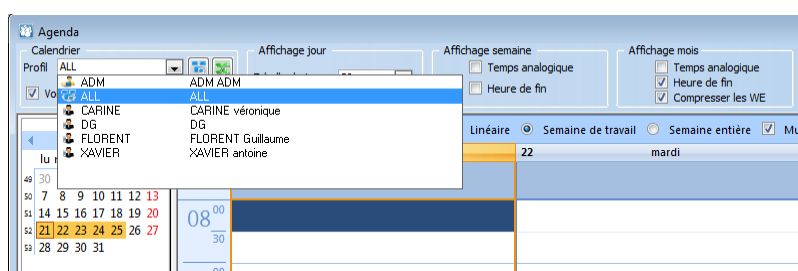 Agenda
Calendrier
Affichage jour
Affichage semaine
Affichage mois
Profil ALL
Temps analogique
Temps analogique
Heure de fin
Heure de fin
Compresser les WE
Vo
ADM ADM ADM
ALL ALL
CARINE CARINE véronique
DG DG
FLORENT FLORENT Guillaume
XAVIER XAVIER antoine
Linéaire Semaine de travail Semaine entière Mu
22 mardi
lu
49 30
50 7 8 9 10 11 12 13
51 14 15 16 17 18 19 20
52 21 22 23 24 25 26 27
53 28 29 30 31
08 00
30